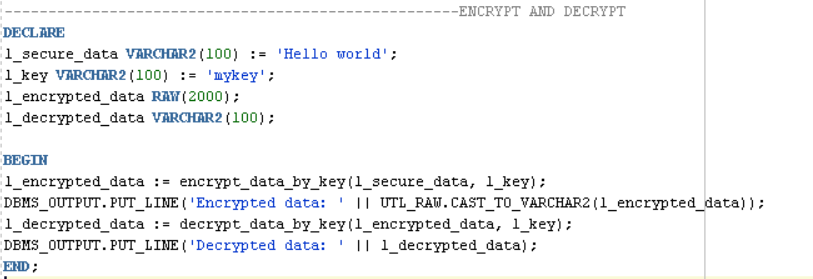 --------------------------------------------------ENCRYPT AND DECRYPT
DECLARE
l_secure_data VARCHAR2(100) := 'Hello world';
l_key VARCHAR2(100) := 'mykey';
l_encrypted_data RAW(2000);
l_decrypted_data VARCHAR2(100);
BEGIN
l_encrypted_data := encrypt_data_by_key(l_secure_data, l_key);
DBMS_OUTPUT.PUT_LINE('Encrypted data: ' || UTL_RAW.CAST_TO_VARCHAR2(l_encrypted_data));
l_decrypted_data := decrypt_data_by_key(l_encrypted_data, l_key);
DBMS_OUTPUT.PUT_LINE('Decrypted data: ' || l_decrypted_data);
END;